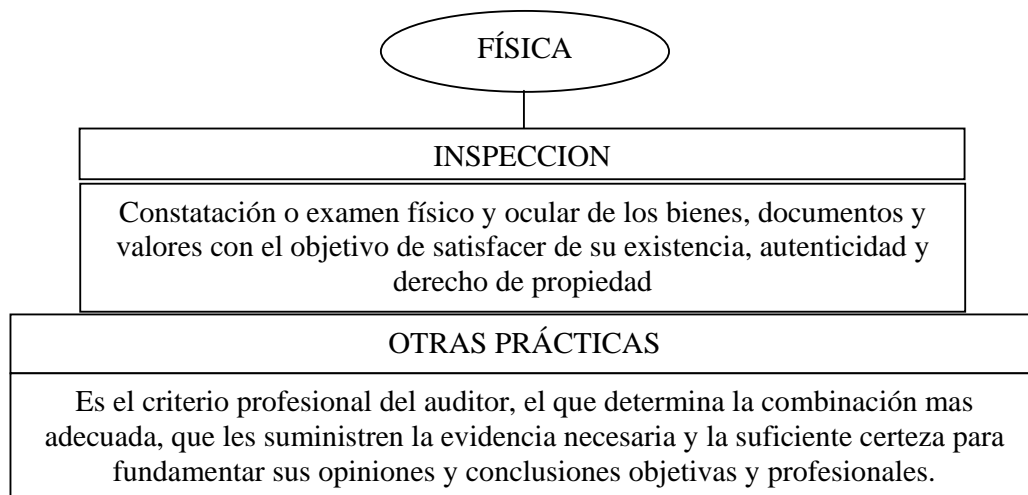 FÍSICA
INSPECCION
Constatación o examen físico y ocular de los bienes, documentos y
valores con el objetivo de satisfacer de su existencia, autenticidad y
derecho de propiedad
OTRAS PRÁCTICAS
Es el criterio profesional del auditor, el que determina la combinación mas
adecuada, que les suministren la evidencia necesaria y la suficiente certeza para
fundamentar sus opiniones y conclusiones objetivas y profesionales.